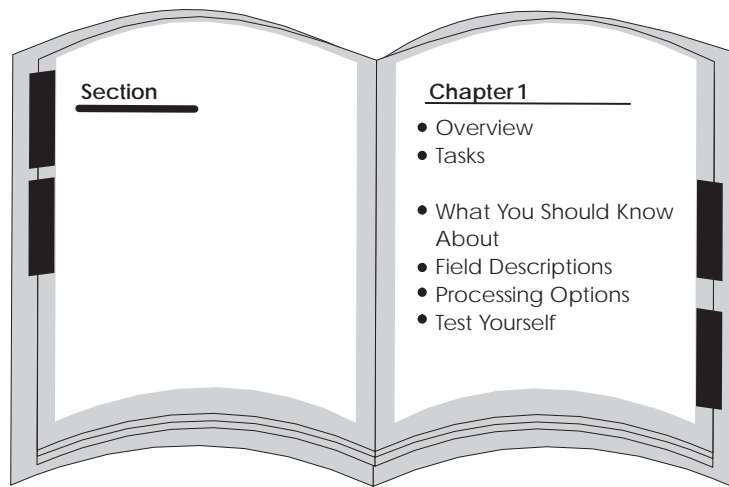 Section
Chapter 1
• Overview
• Tasks
• What You Should Know
About
• Field Descriptions
• Processing Options
• Test Yourself